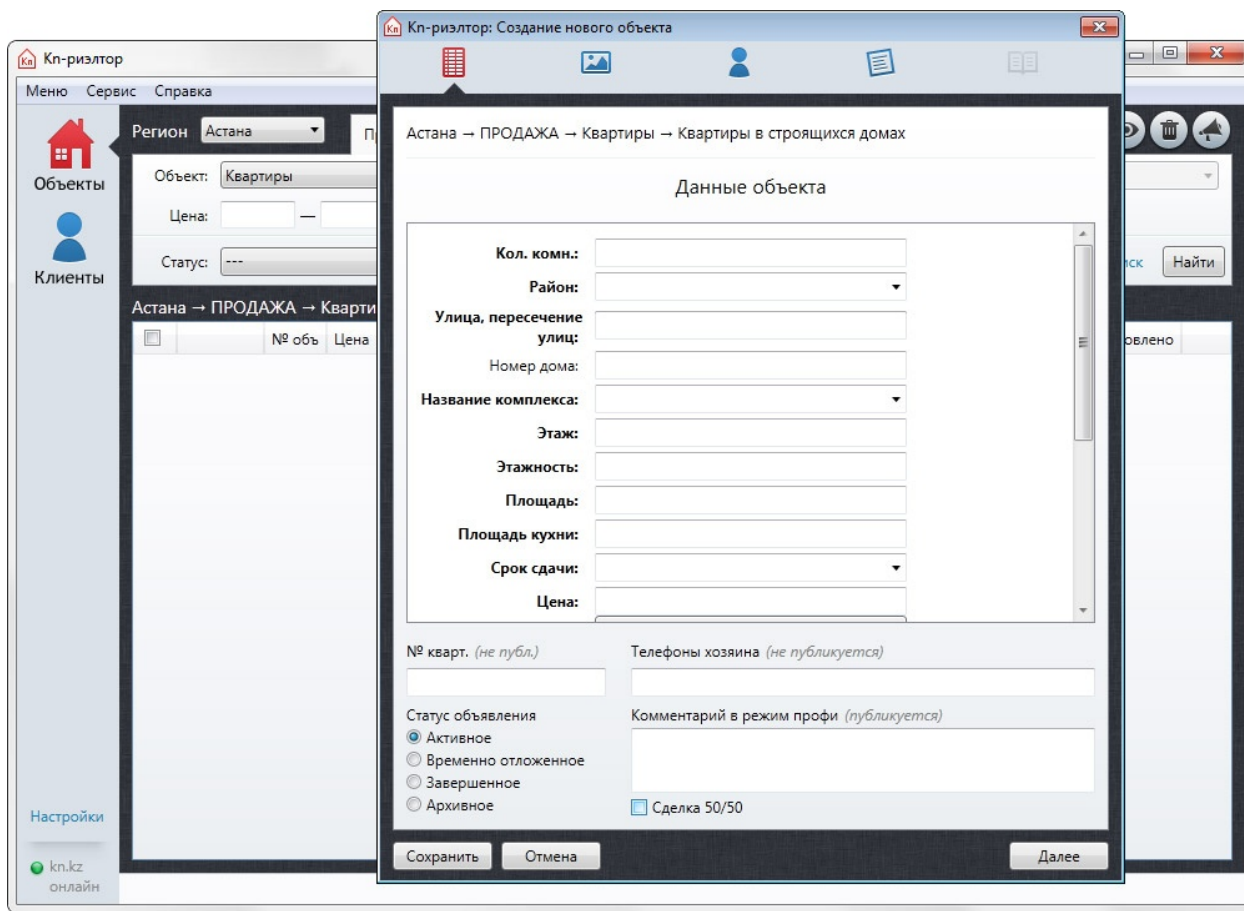 Kn-риэлтор: Создание нового объекта
Kn-риэлтор
Меню Сервис Справка
Регион Астана
Объекты
Объект: Квартиры
Цена: —
Клиенты
Статус: ---
Найти
Астана → ПРОДАЖА →
№ объ Цена
Настройки
kn.kz
онлайн
Астана → ПРОДАЖА → Квартиры → Квартиры в строящихся домах
Данные объекта
Кол. комн.:
Район:
Улица, пересечение
улиц:
Номер дома:
Название комплекса:
Этаж:
Этажность:
Площадь:
Площадь кухни:
Срок сдачи:
Цена:
№ кварт. (не публ.)
Телефоны хозяина (не публикуется)
Статус объявления
Активное
Временно отложенное
Завершенное
Архивное
Комментарий в режим профи (публикуется)
Сделка 50/50
Сохранить Отмена Далее